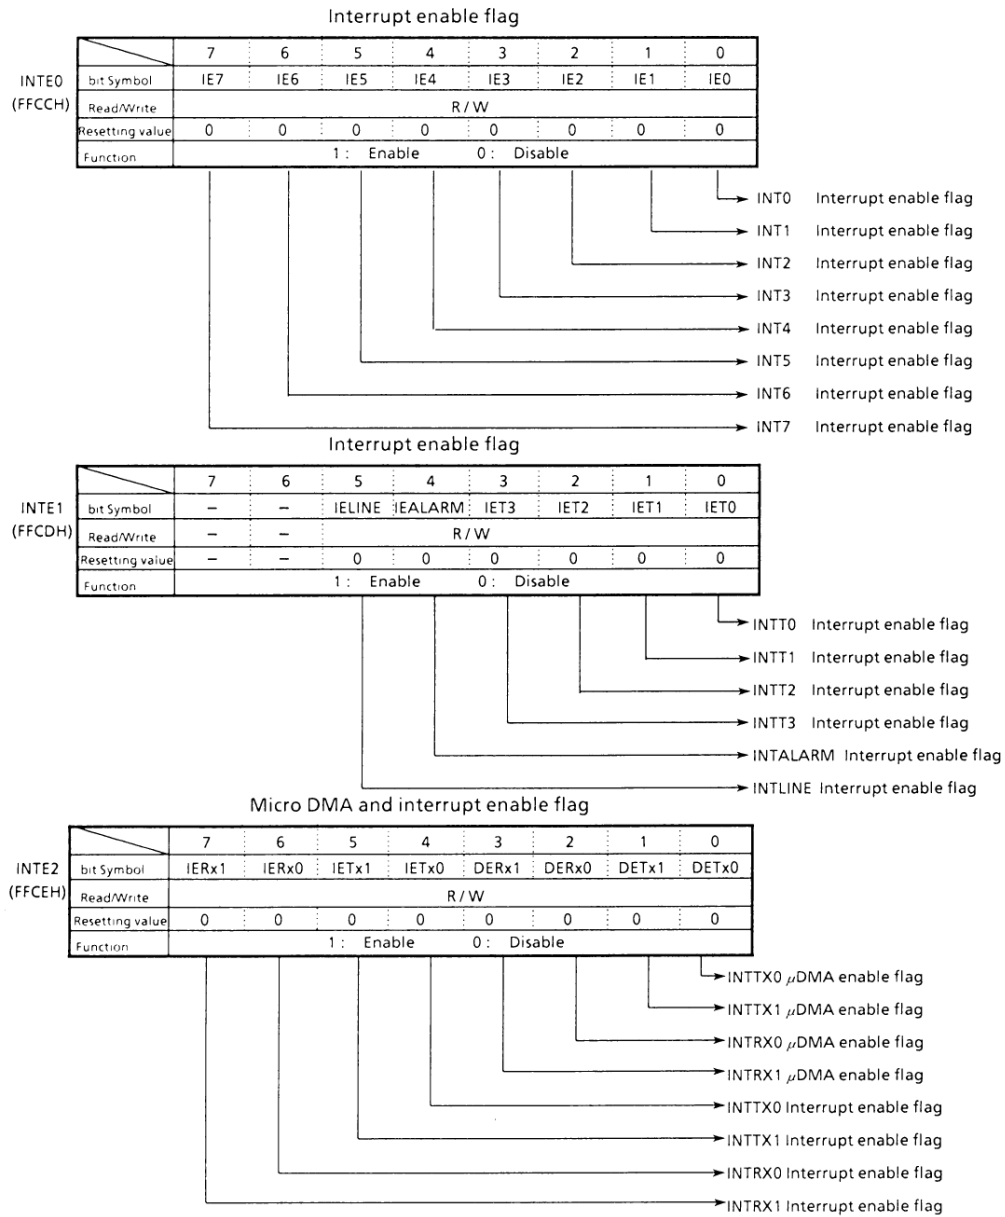 Interrupt enable flag
7 6 5 4 3 2 1 0
INTE0 bit Symbol IE7 IE6 IE5 IE4 IE3 IE2 IE1 IE0
(FFCCH) Read/Write R/W
Resetting value 0 0 0 0 0 0 0 0
Function 1 : Enable 0 : Disable
INT0 Interrupt enable flag
INT1 Interrupt enable flag
INT2 Interrupt enable flag
INT3 Interrupt enable flag
INT4 Interrupt enable flag
INT5 Interrupt enable flag
INT6 Interrupt enable flag
INT7 Interrupt enable flag
Interrupt enable flag
7 6 5 4 3 2 1 0
INTE1 bit Symbol – – IELINE IEALARM IET3 IET2 IET1 IET0
(FFCDH) Read/Write – – R/W
Resetting value – – 0 0 0 0 0 0
Function 1 : Enable 0 : Disable
INTT0 Interrupt enable flag
INTT1 Interrupt enable flag
INTT2 Interrupt enable flag
INTT3 Interrupt enable flag
INTALARM Interrupt enable flag
INTLINE Interrupt enable flag
Micro DMA and interrupt enable flag
7 6 5 4 3 2 1 0
INTE2 bit Symbol IERx1 IERx0 IETx1 IETx0 DERx1 DERx0 DETx1 DETx0
(FFCEH) Read/Write R/W
Resetting value 0 0 0 0 0 0 0 0
Function 1 : Enable 0 : Disable
INTTX0 μDMA enable flag
INTTX1 μDMA enable flag
INTRX0 μDMA enable flag
INTRX1 μDMA enable flag
INTTX0 Interrupt enable flag
INTTX1 Interrupt enable flag
INTRX0 Interrupt enable flag
INTRX1 Interrupt enable flag